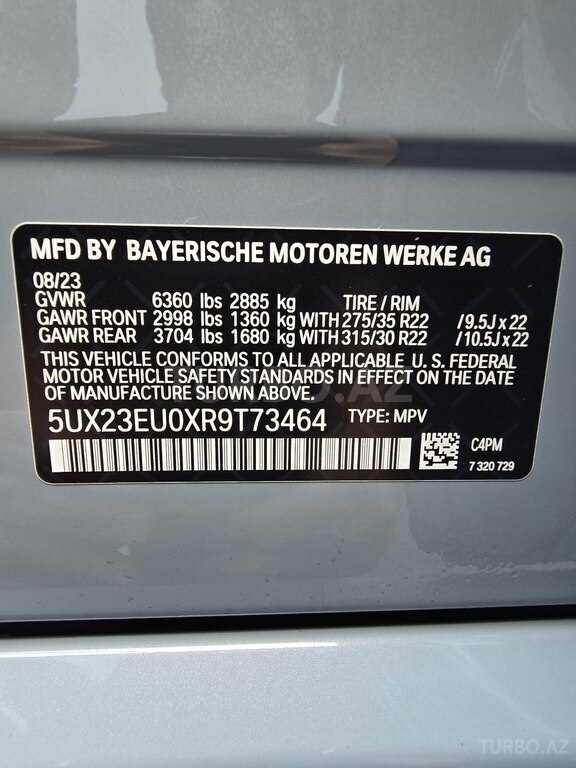 MFD BY BAYERISCHE MOTOREN WERKE AG
08/23
GVWR 6360 lbs 2885 kg TIRE / RIM
GAWR FRONT 2998 lbs 1360 kg WITH 275/35 R22 /9.5J x 22
GAWR REAR 3704 lbs 1680 kg WITH 315/30 R22 /10.5J x 22
THIS VEHICLE CONFORMS TO ALL APPLICABLE U. S. FEDERAL
MOTOR VEHICLE SAFETY STANDARDS IN EFFECT ON THE DATE
OF MANUFACTURE SHOWN ABOVE.
5UX23EU0XR9T73464 TYPE: MPV
C4PM
7 320 729
TURBO.AZ
TURBO.AZ